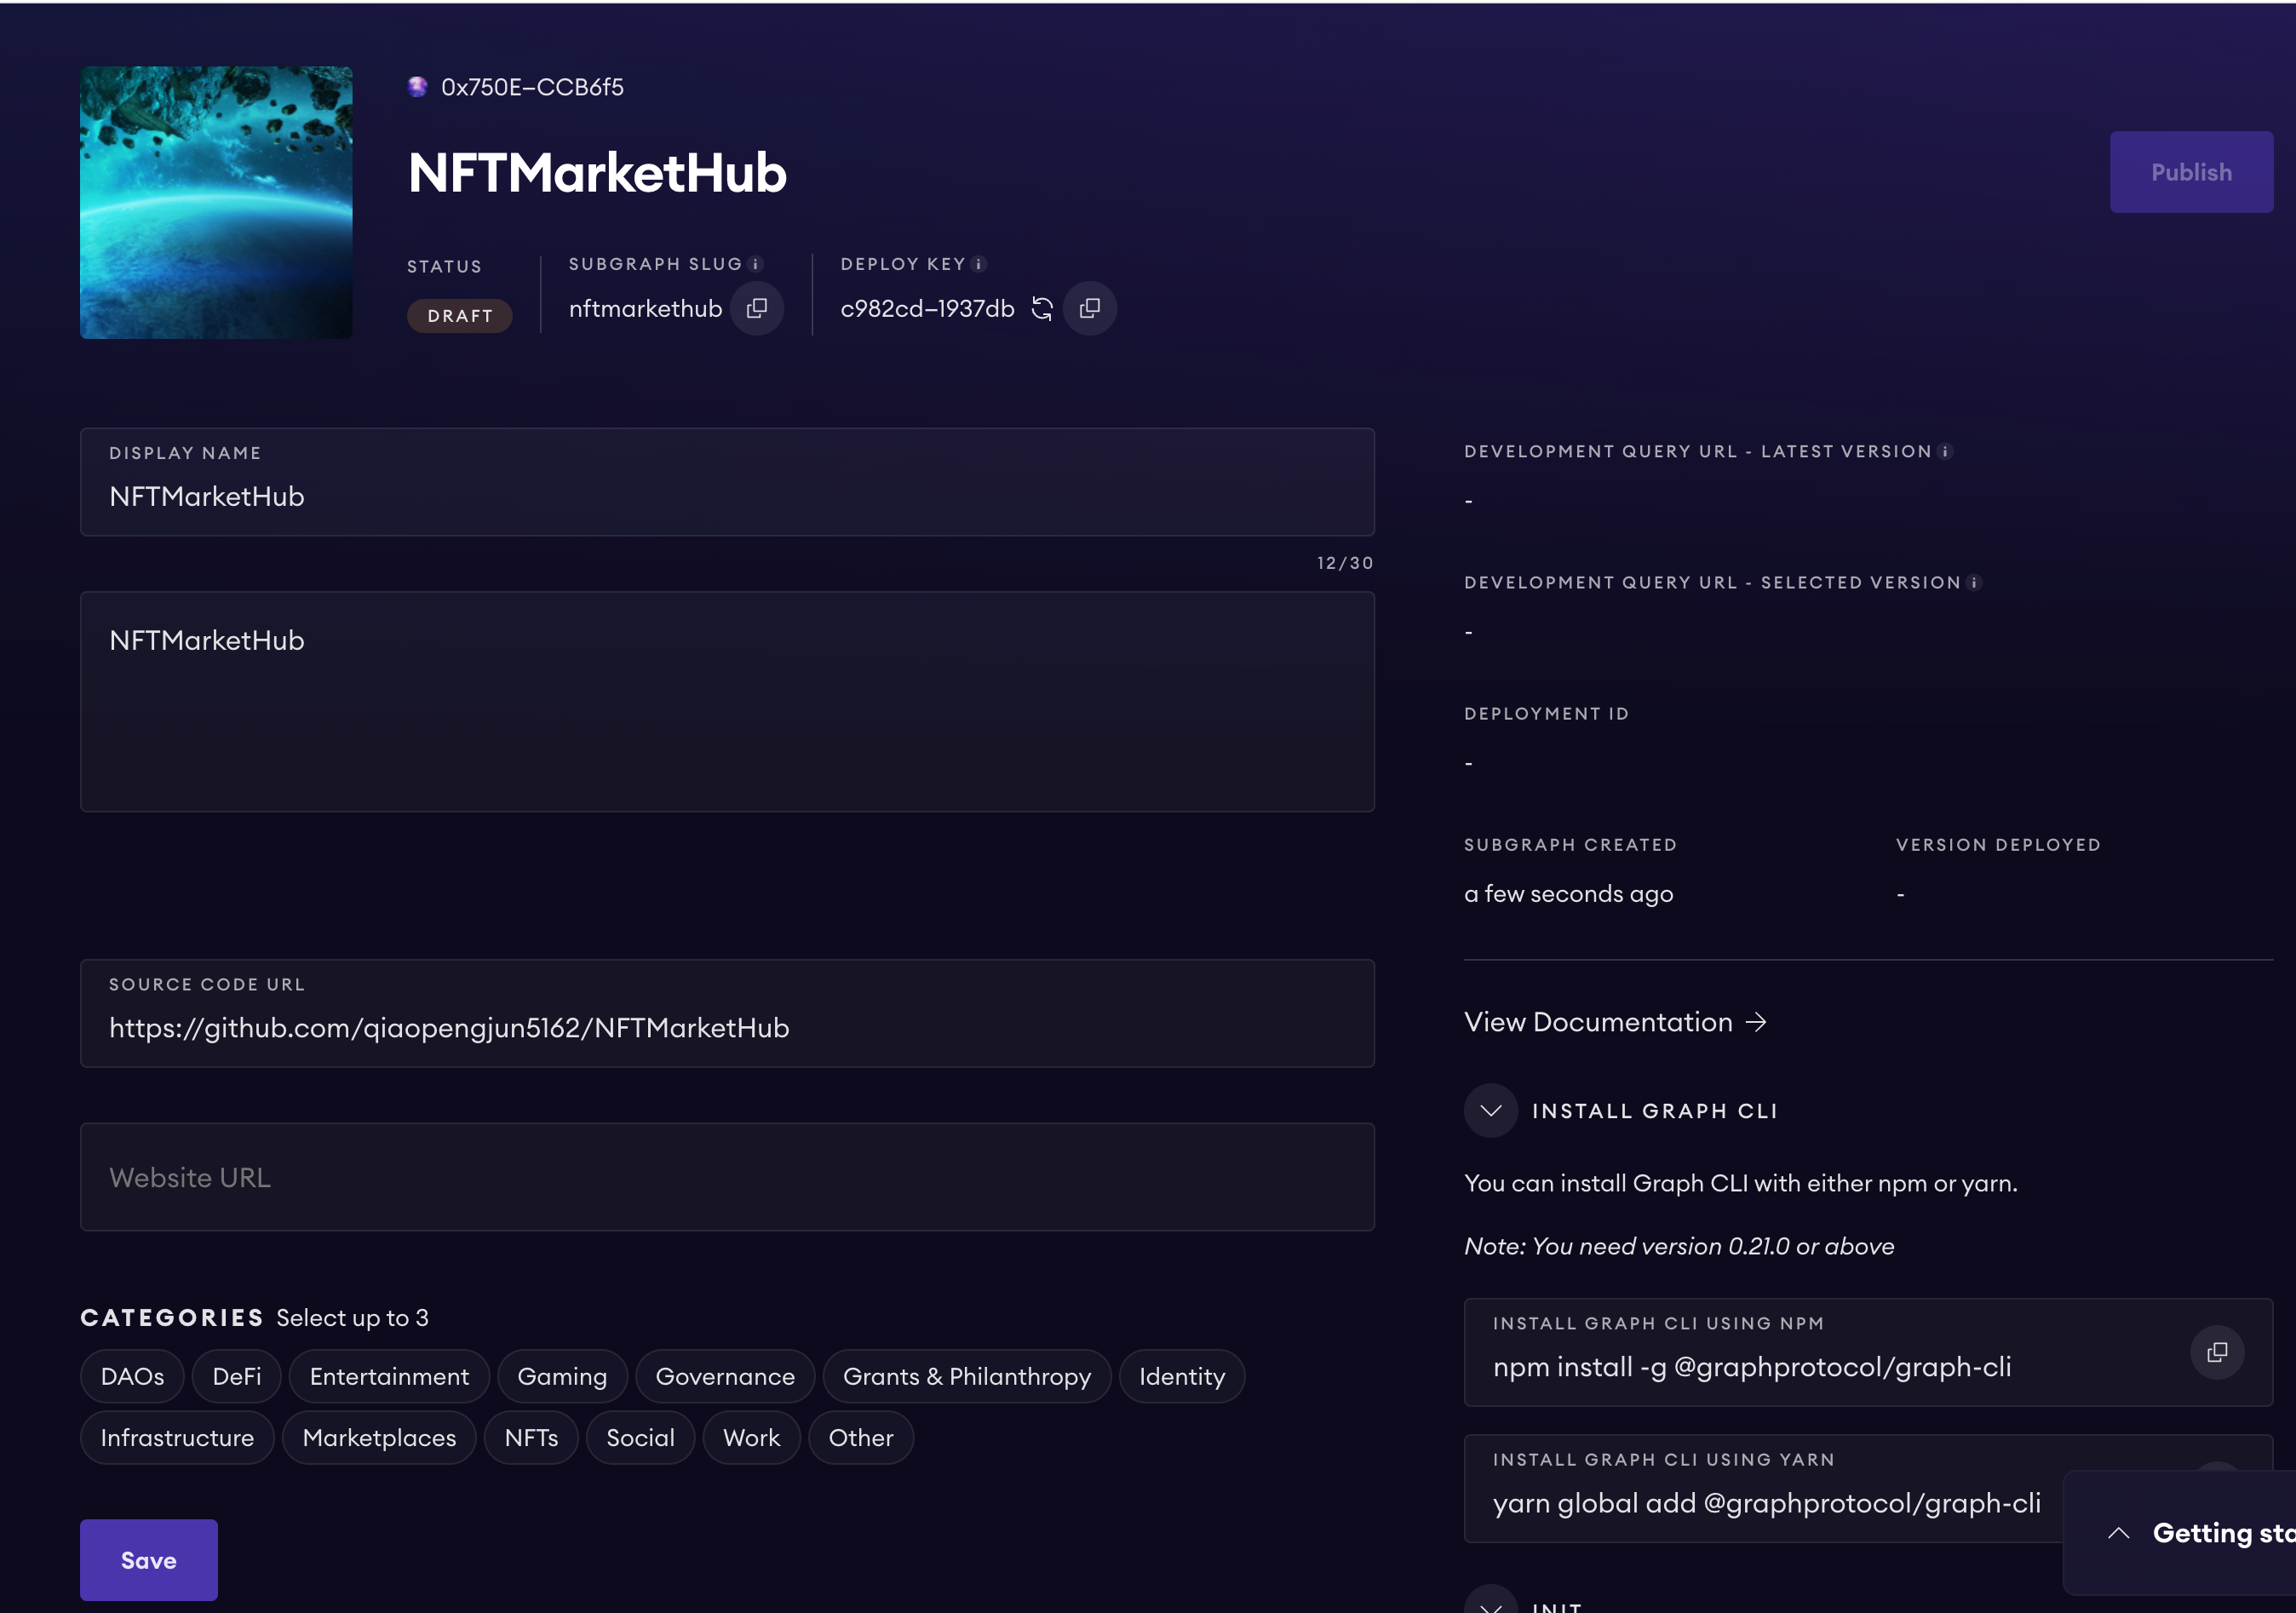 0x750E–CCB6f5
NFTMarketHub
Publish
STATUS
DRAFT
SUBGRAPH SLUG
nftmarkethub
DEPLOY KEY
c982cd–1937db
DISPLAY NAME
NFTMarketHub
12/30
NFTMarketHub
SOURCE CODE URL
https://github.com/qiaopengjun5162/NFTMarketHub
Website URL
CATEGORIES Select up to 3
DAOs DeFi Entertainment Gaming Governance Grants & Philanthropy Identity
Infrastructure Marketplaces NFTs Social Work Other
Save
DEVELOPMENT QUERY URL - LATEST VERSION
-
DEVELOPMENT QUERY URL - SELECTED VERSION
-
DEPLOYMENT ID
-
SUBGRAPH CREATED
a few seconds ago
VERSION DEPLOYED
-
View Documentation →
INSTALL GRAPH CLI
You can install Graph CLI with either npm or yarn.
Note: You need version 0.21.0 or above
INSTALL GRAPH CLI USING NPM
npm install -g @graphprotocol/graph-cli
INSTALL GRAPH CLI USING YARN
yarn global add @graphprotocol/graph-cli
Getting sta
INIT